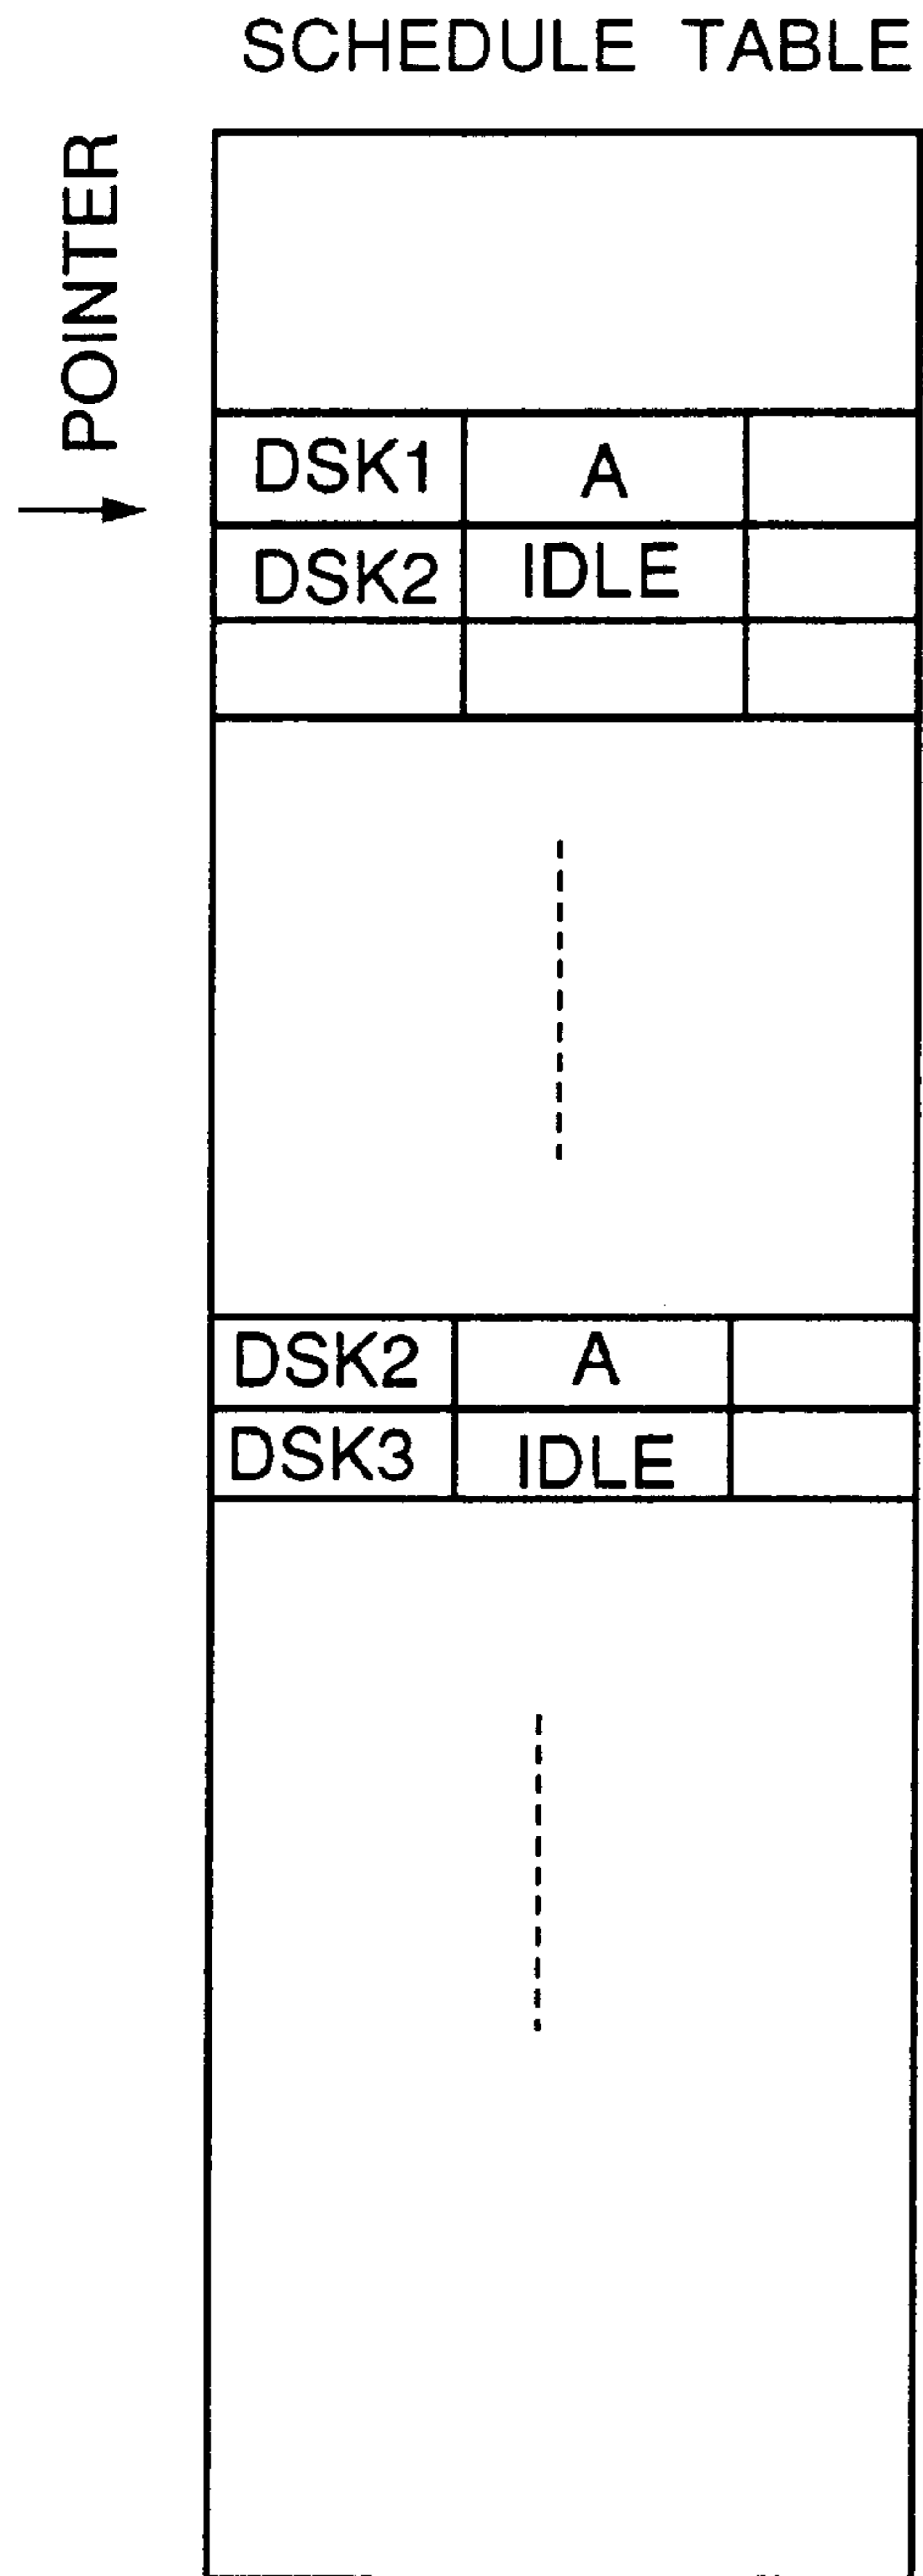 SCHEDULE TABLE
POINTER
DSK1 A
DSK2 IDLE
DSK2 A
DSK3 IDLE